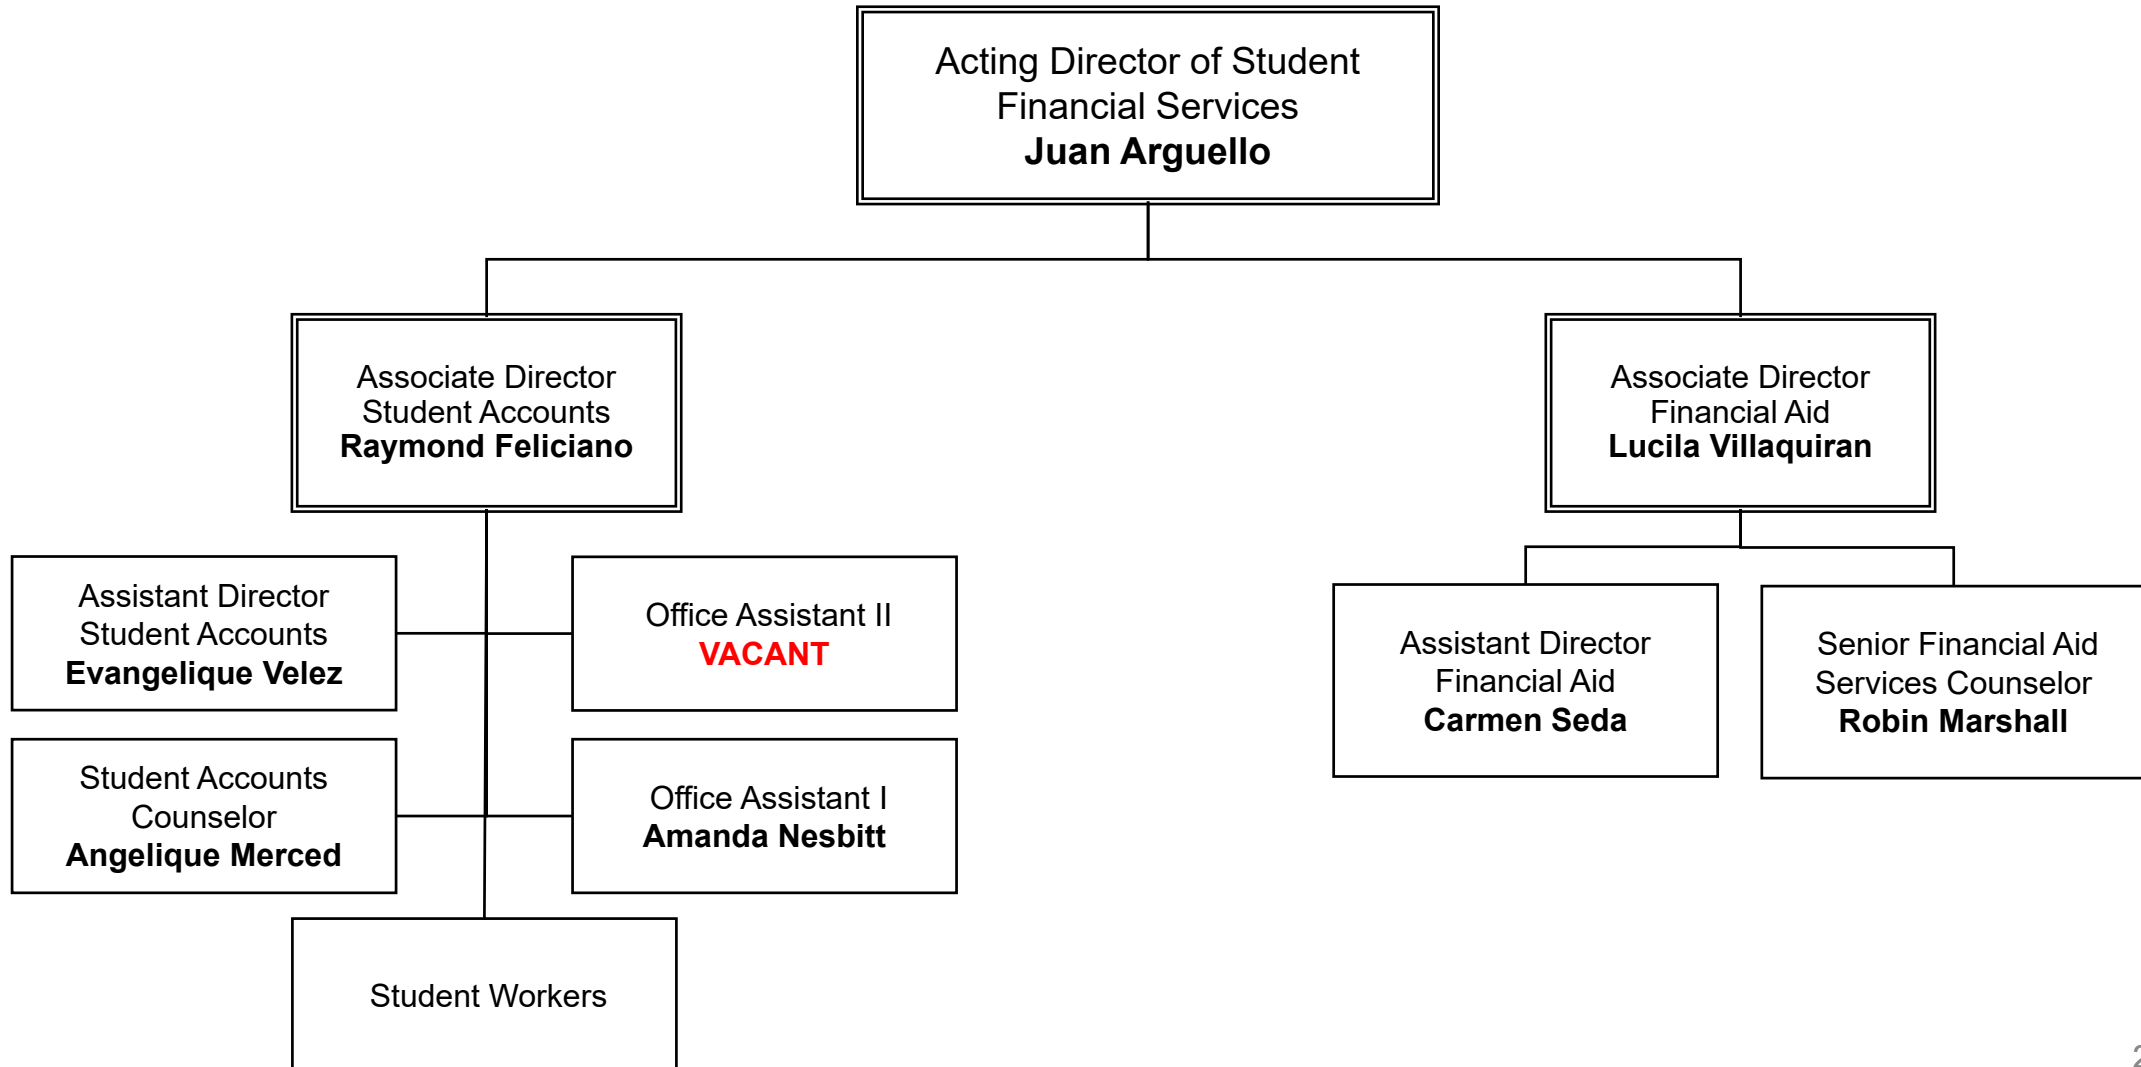 Acting Director of Student
Financial Services
Juan Arguello
Associate Director
Student Accounts
Raymond Feliciano
Associate Director
Financial Aid
Lucila Villaquiran
Assistant Director
Student Accounts
Evangelique Velez
Office Assistant II
VACANT
Assistant Director
Financial Aid
Carmen Seda
Senior Financial Aid
Services Counselor
Robin Marshall
Student Accounts
Counselor
Angelique Merced
Office Assistant I
Amanda Nesbitt
Student Workers